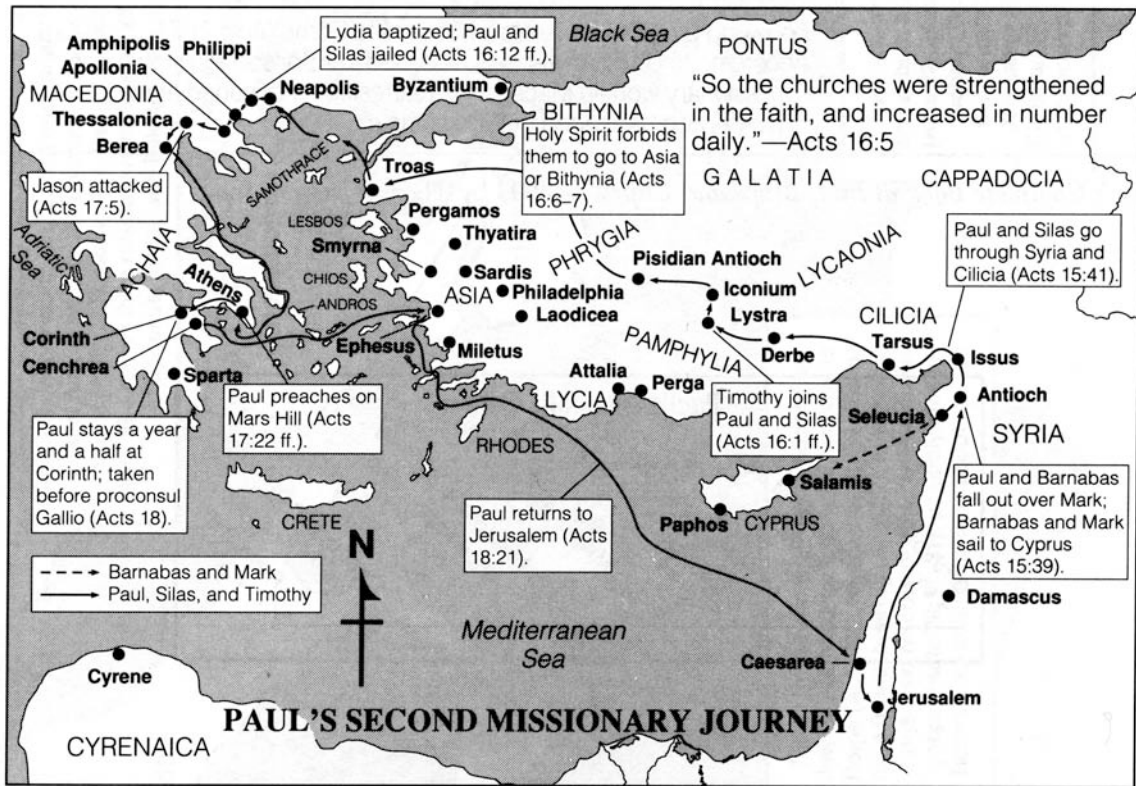 Amphipolis
Philippi
Apollonia
MACEDONIA
Thessalonica
Berea
Neapolis
Lydia baptized; Paul and
Silas jailed (Acts 16:12 ff.).
Black Sea
Byzantium
PONTUS
BITHYNIA
“So the churches were strengthened
in the faith, and increased in number
daily.”—Acts 16:5
Holy Spirit forbids
them to go to Asia
or Bithynia (Acts
16:6–7).
GALATIA
CAPPADOCIA
Jason attacked
(Acts 17:5).
SAMOTHRACE
Troas
LESBOS
Pergamos
Thyatira
Smyrna
Sardis
CHIOS
ASIA
Philadelphia
Laodicea
ANDROS
PHRYGIA
Pisidian Antioch
LYCAONIA
Iconium
Lystra
Derbe
CILICIA
Tarsus
Paul and Silas go
through Syria and
Cilicia (Acts 15:41).
Issus
Antioch
Seleucia
SYRIA
Adriatic
Sea
ACHAIA
Athens
Corinth
Cenchrea
Sparta
Ephesus
Miletus
PAMPHYLIA
Attalia
Perga
LYCIA
Paul stays a year
and a half at
Corinth; taken
before proconsul
Gallio (Acts 18).
Paul preaches on
Mars Hill (Acts
17:22 ff.).
Timothy joins
Paul and Silas
(Acts 16:1 ff.).
RHODES
CRETE
Salamis
Paphos
CYPRUS
Paul returns to
Jerusalem (Acts
18:21).
Paul and Barnabas
fall out over Mark;
Barnabas and Mark
sail to Cyprus
(Acts 15:39).
Damascus
N
Barnabas and Mark
Paul, Silas, and Timothy
Mediterranean
Sea
Caesarea
Jerusalem
Cyrene
CYRENAICA
PAUL'S SECOND MISSIONARY JOURNEY